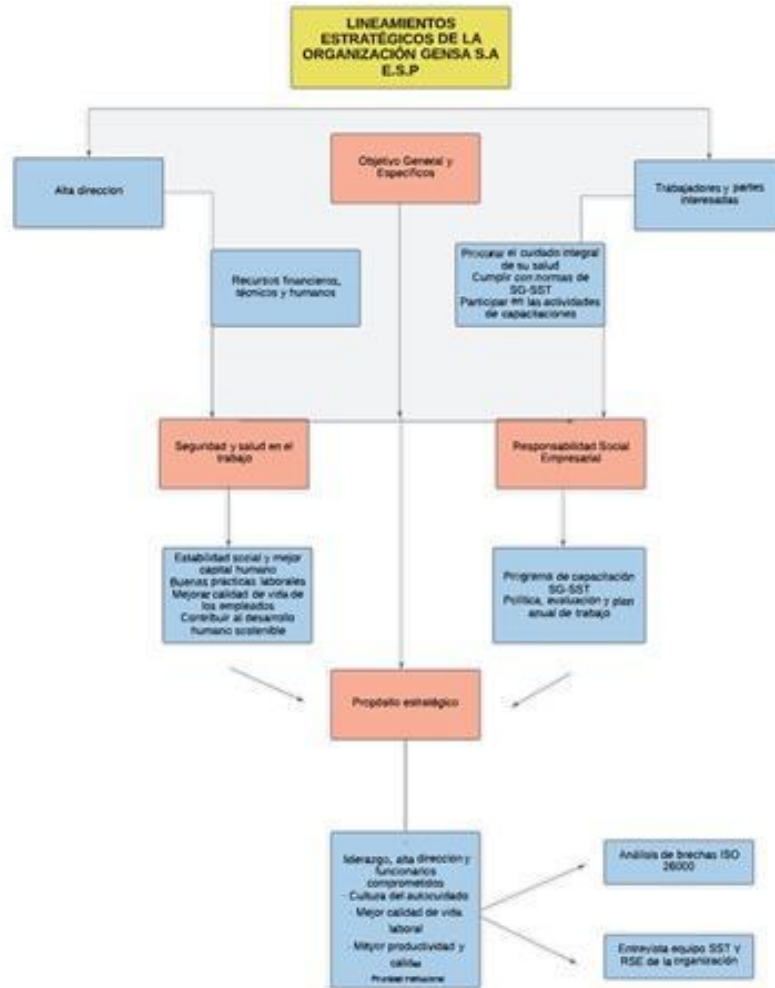 LINEAMIENTOS
ESTRATÉGICOS DE LA
ORGANIZACIÓN GENSA S.A
E.S.P
Objetivo General y
Específicos
Alta direccion
Trabajadores y partes
interesadas
Recursos financieros,
técnicos y humanos
Procurar el cuidado integral
de su salud
Cumplir con normas de
SG-SST
Participar en las actividades
de capacitaciones
Seguridad y salud en el
trabajo
Responsabilidad Social
Empresarial
Estabilidad social y mejor
capital humano
Buenas prácticas laborales
Mejorar calidad de vida de
los empleados
Contribuir al desarrollo
humano sostenible
Programa de capacitación
SG-SST
Política, evaluación y plan
anual de trabajo
Propósito estratégico
liderazgo, alta direccion y
funcionarios
comprometidos
· Cultura del autocuidado
· Mejor calidad de vida
laboral
· Mayor productividad y
calidad
Análisis de brechas ISO
26000
Entrevista equipo SST y
RSE de la organización